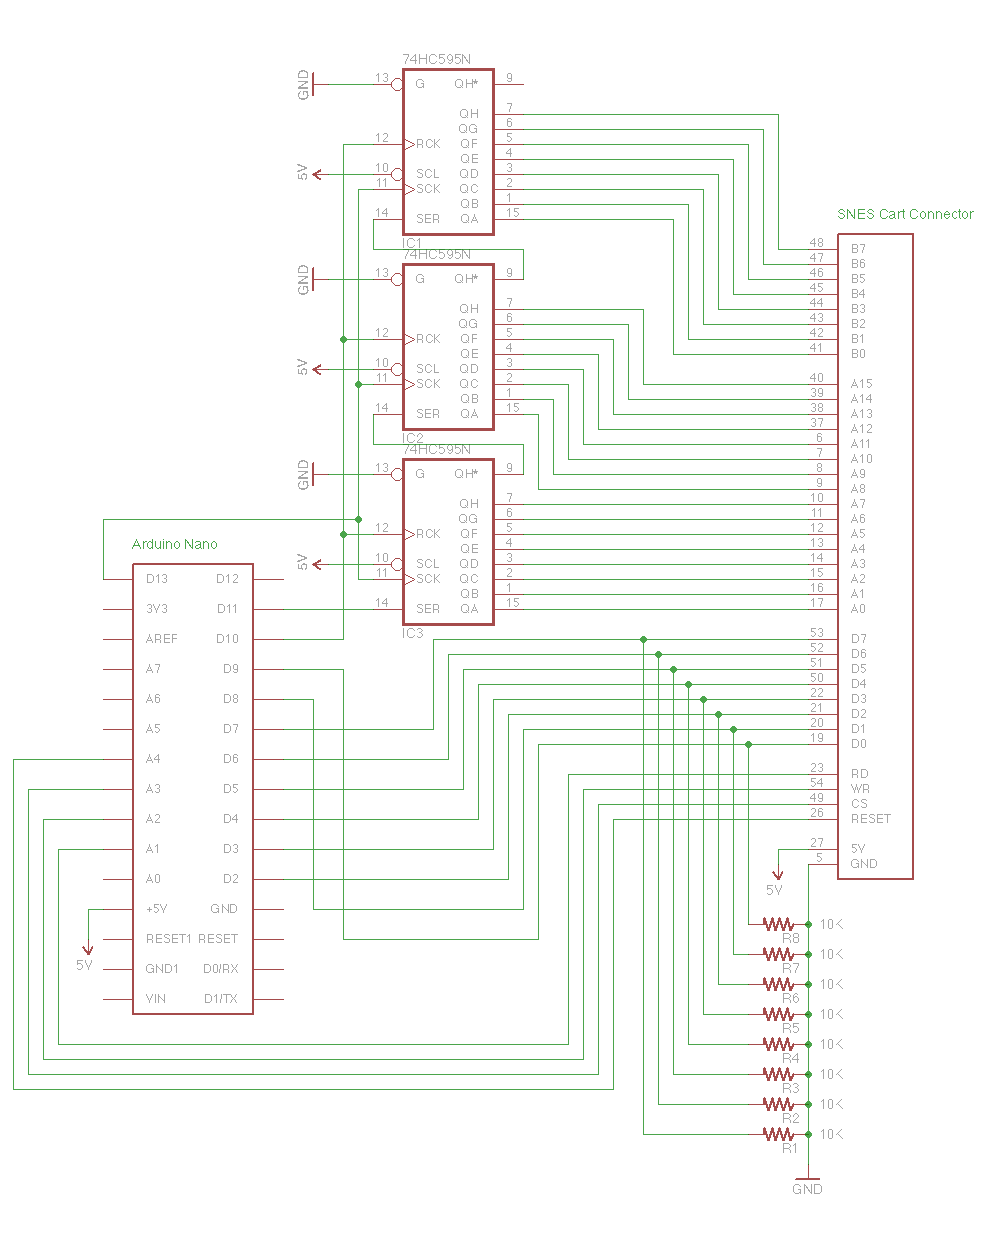 74HC595N
GND
13 G QH* 9
QH 7
QG 6
12 RCK QF 5
QE 4
5V
10 SCL QD 3
11 SCK QC 2
QB 1
14 SER QA 15
IC1
74HC595N
GND
13 G QH* 9
QH 7
QG 6
12 RCK QF 5
QE 4
5V
10 SCL QD 3
11 SCK QC 2
QB 1
14 SER QA 15
IC2
74HC595N
GND
13 G QH* 9
QH 7
QG 6
12 RCK QF 5
QE 4
5V
10 SCL QD 3
11 SCK QC 2
QB 1
14 SER QA 15
IC3
SNES Cart Connector
48 B7
47 B6
46 B5
45 B4
44 B3
43 B2
42 B1
41 B0
40 A15
39 A14
38 A13
37 A12
6 A11
7 A10
8 A9
9 A8
10 A7
11 A6
12 A5
13 A4
14 A3
15 A2
16 A1
17 A0
53 D7
52 D6
51 D5
50 D4
22 D3
21 D2
20 D1
19 D0
23 RD
54 WR
49 CS
26 RESET
27 5V
5 GND
5V
Arduino Nano
D13 D12
3V3 D11
AREF D10
A7 D9
A6 D8
A5 D7
A4 D6
A3 D5
A2 D4
A1 D3
A0 D2
+5V GND
RESET1 RESET
GND1 D0/RX
VIN D1/TX
5V
10K
R8
10K
R7
10K
R6
10K
R5
10K
R4
10K
R3
10K
R2
10K
R1
GND